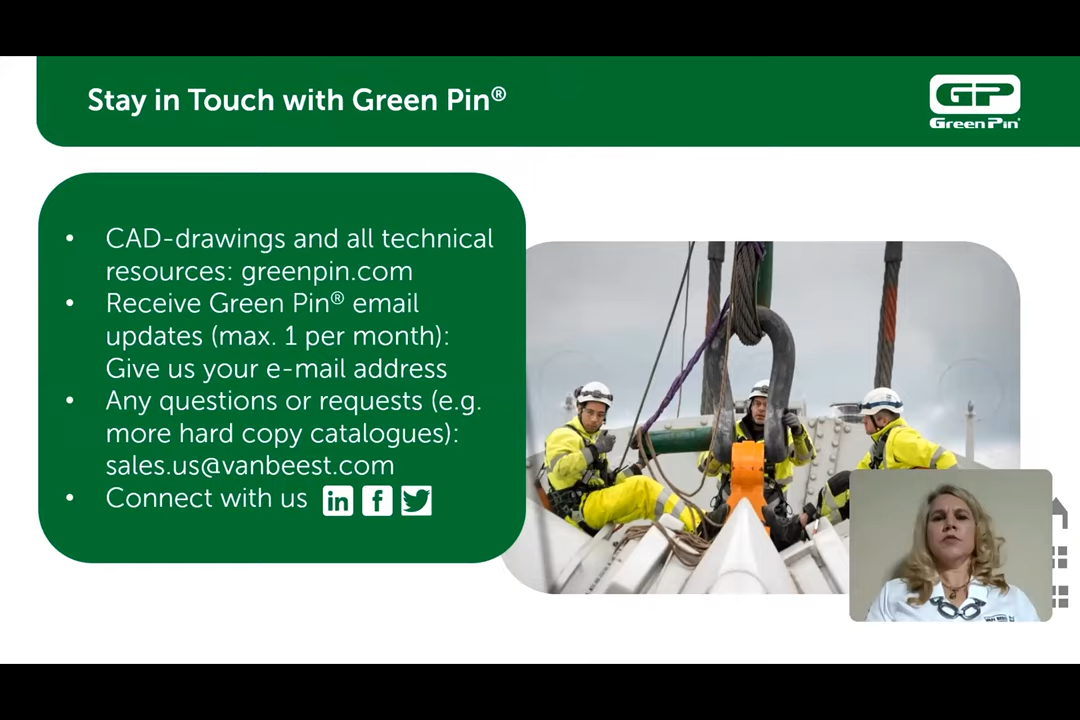 Stay in Touch with Green Pin®
GP
Green Pin®
• CAD-drawings and all technical
resources: greenpin.com
• Receive Green Pin® email
updates (max. 1 per month):
Give us your e-mail address
• Any questions or requests (e.g.
more hard copy catalogues):
sales.us@vanbeest.com
• Connect with us in f